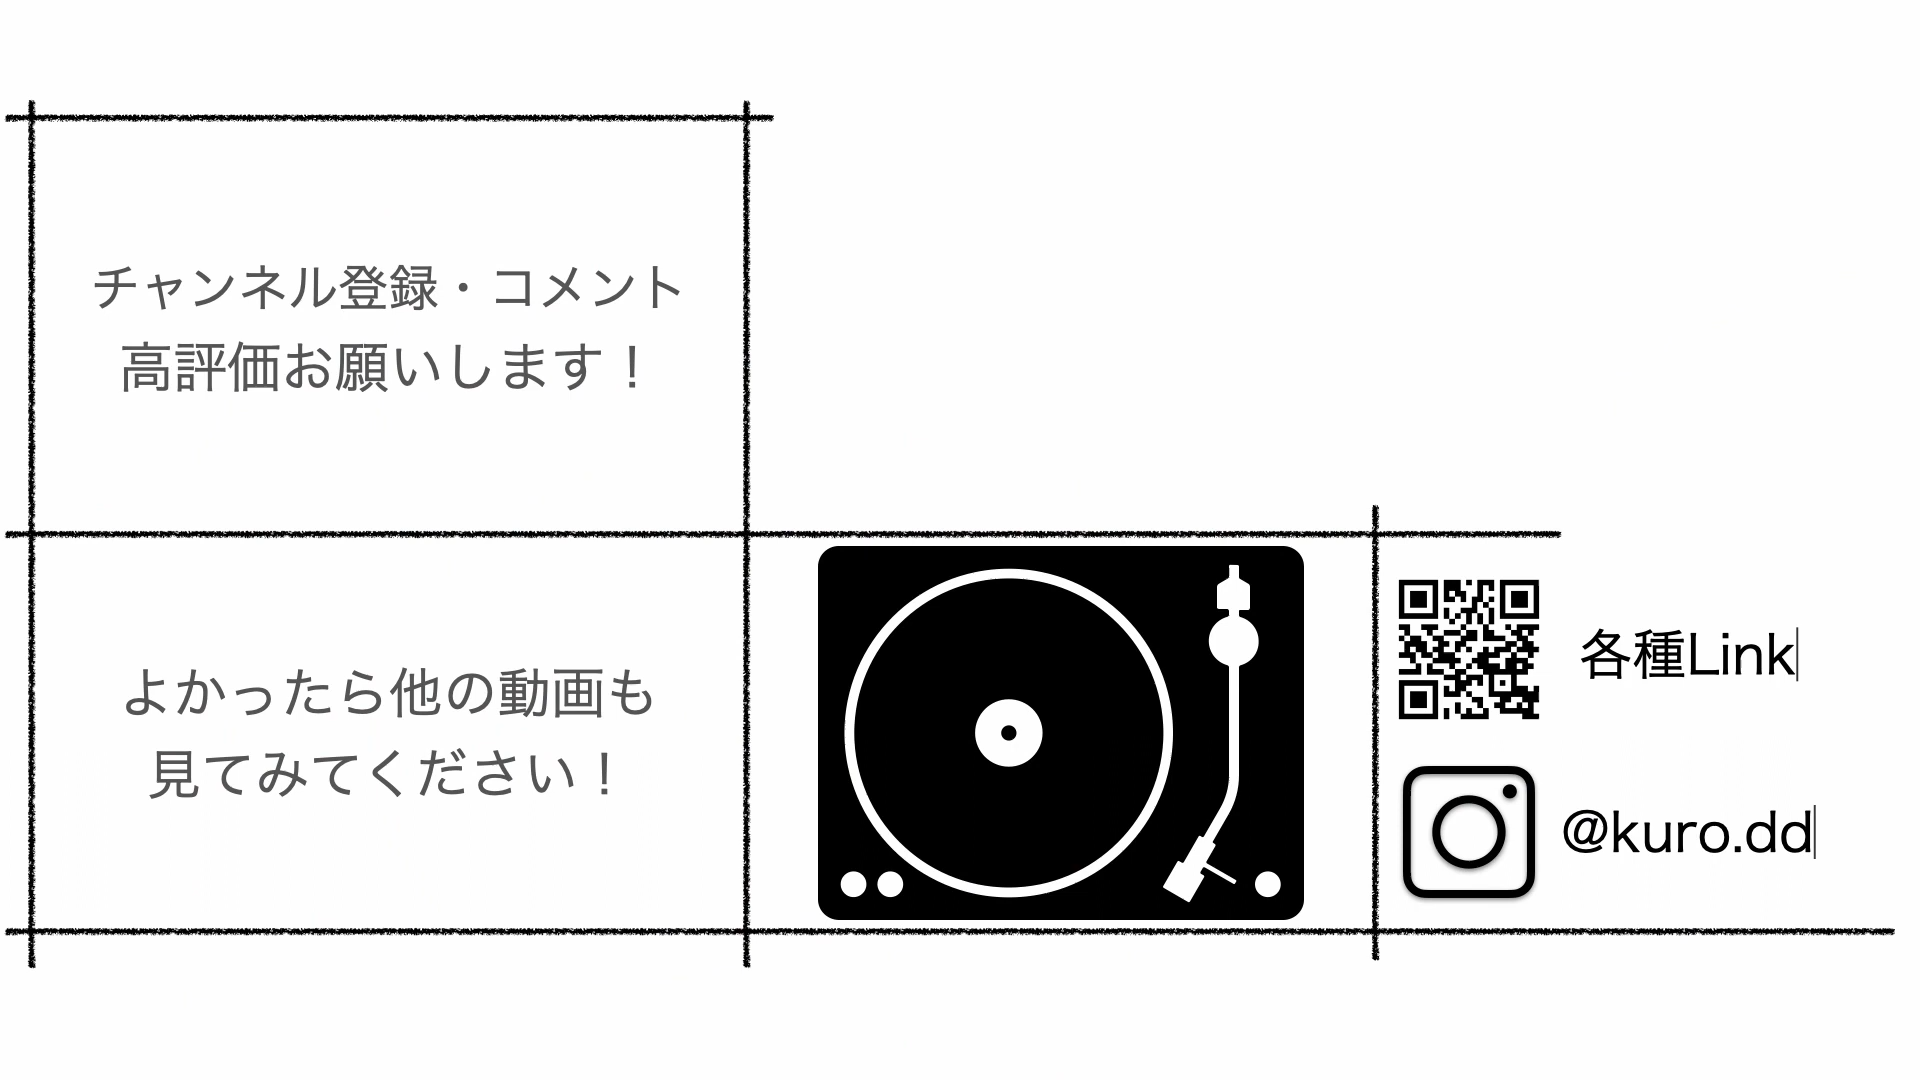 チャンネル登録・コメント
高評価お願いします！
よかったら他の動画も
見てみてください！
各種Link
@kuro.dd